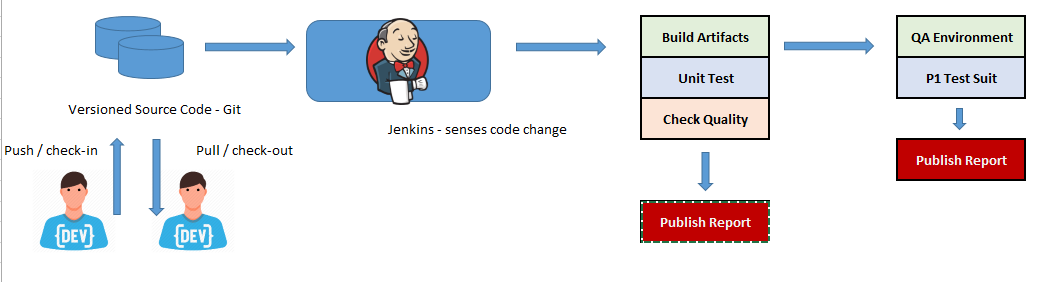 Versioned Source Code - Git
Push / check-in
Pull / check-out
{DEV}
{DEV}
Jenkins - senses code change
Build Artifacts
Unit Test
Check Quality
Publish Report
QA Environment
P1 Test Suit
Publish Report